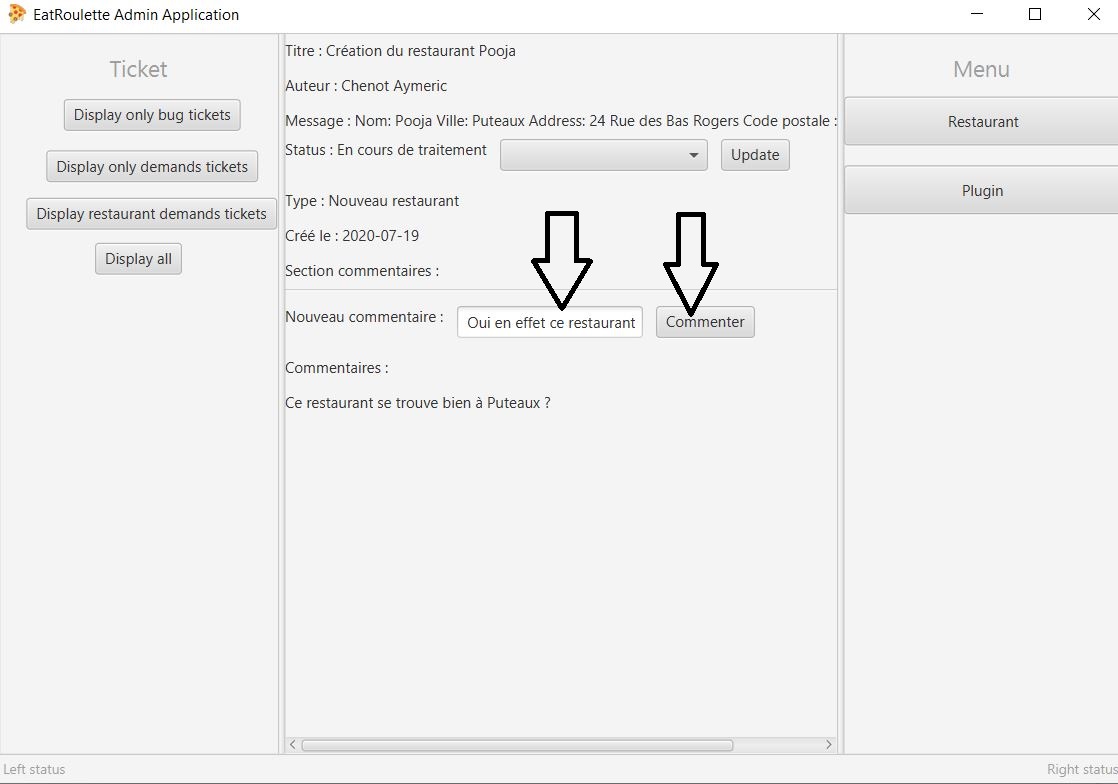 EatRoulette Admin Application
Ticket
Display only bug tickets
Display only demands tickets
Display restaurant demands tickets
Display all
Titre : Création du restaurant Pooja
Auteur : Chenot Aymeric
Message : Nom: Pooja Ville: Puteaux Address: 24 Rue des Bas Rogers Code postale :
Status : En cours de traitement
Update
Type : Nouveau restaurant
Créé le : 2020-07-19
Section commentaires :
Nouveau commentaire :
Oui en effet ce restaurant
Commenter
Commentaires :
Ce restaurant se trouve bien à Puteaux ?
Menu
Restaurant
Plugin
Left status
Right status